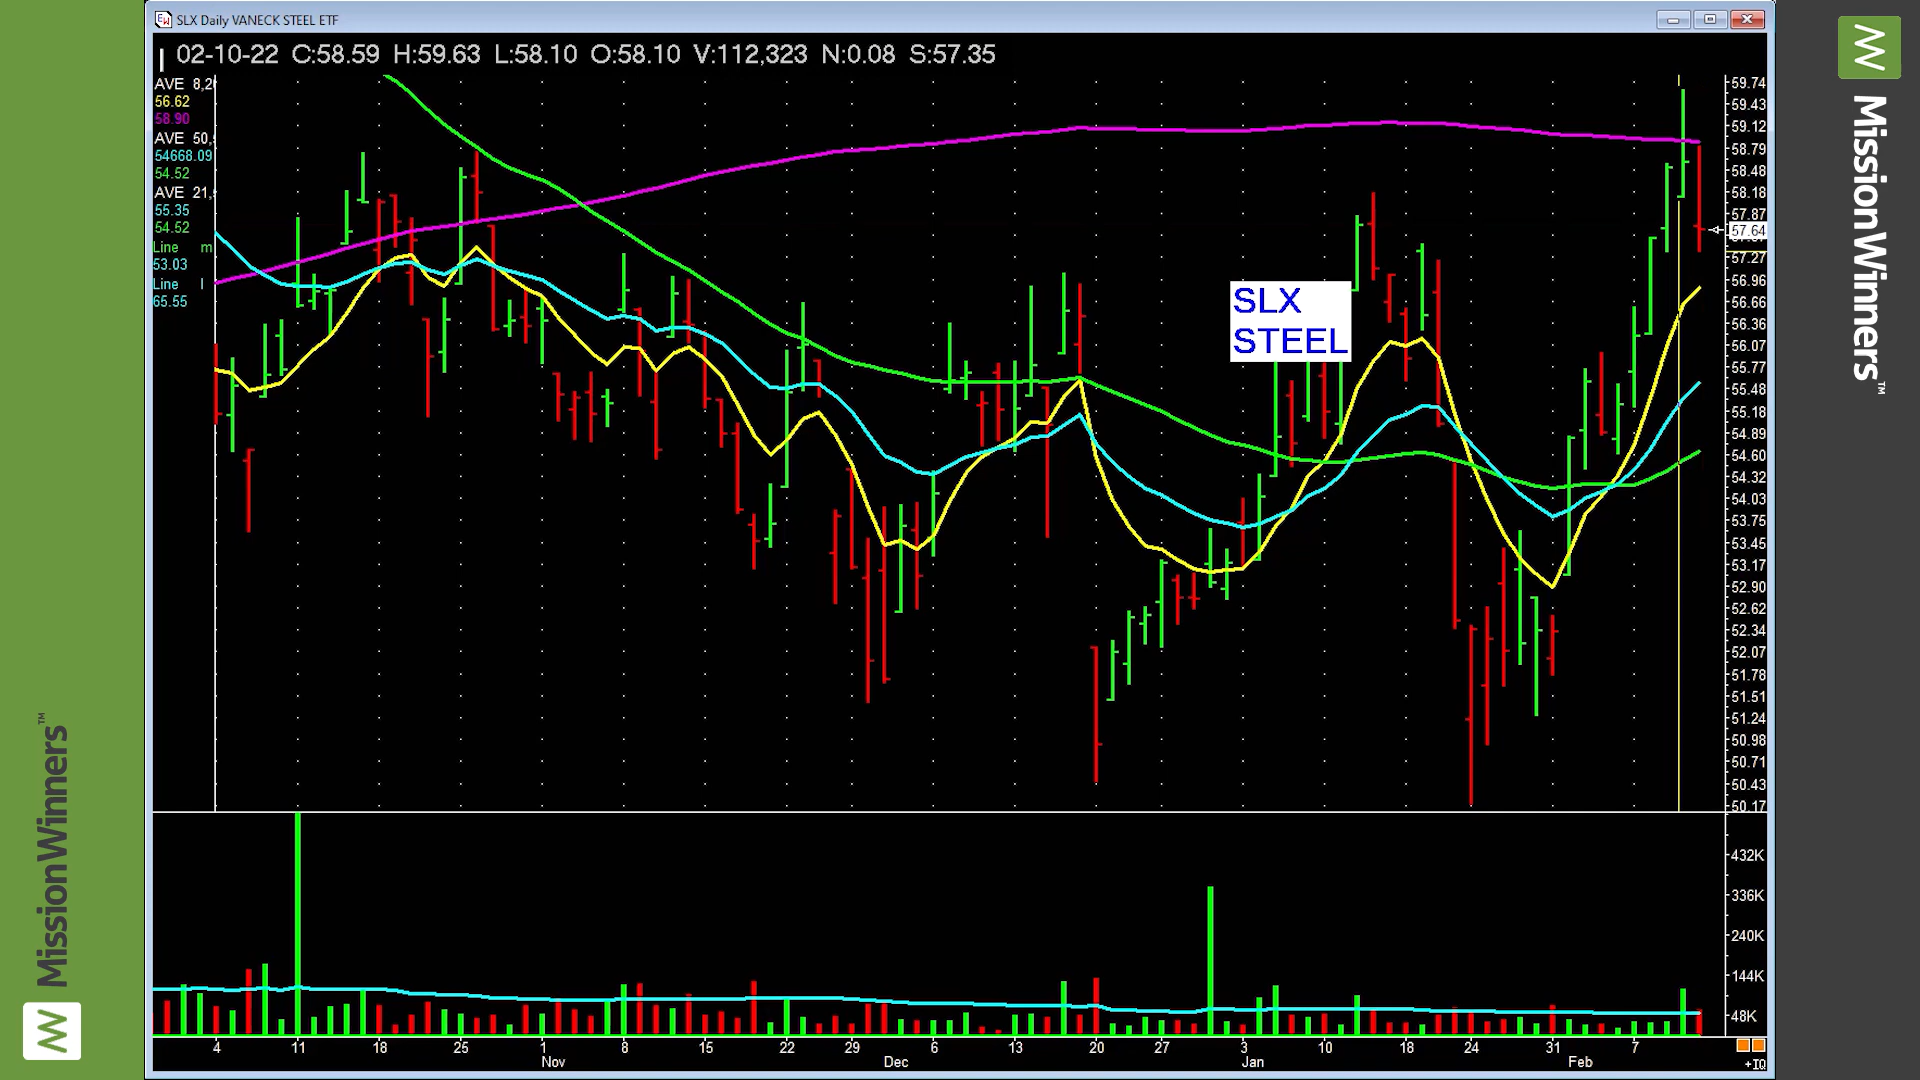 SLX Daily VANECK STEEL ETF
02-10-22 C:58.59 H:59.63 L:58.10 O:58.10 V:112,323 N:0.08 S:57.35
AVE 8,2
56.62
58.90
AVE 50,
54668.09
54.52
AVE 21,
55.35
54.52
Line m
53.03
Line l
65.55
SLX
STEEL
59.74
59.43
59.12
58.79
58.48
58.18
57.87
57.64
57.27
56.96
56.66
56.36
56.07
55.77
55.48
55.18
54.89
54.60
54.32
54.03
53.75
53.45
53.17
52.90
52.62
52.34
52.07
51.78
51.51
51.24
50.98
50.71
50.43
50.17
432K
336K
240K
144K
48K
4 11 18 25 1 8 15 22 29 6 13 20 27 3 10 18 24 31 7
Nov Dec Jan Feb
+IQ
MissionWinners™
MissionWinners™